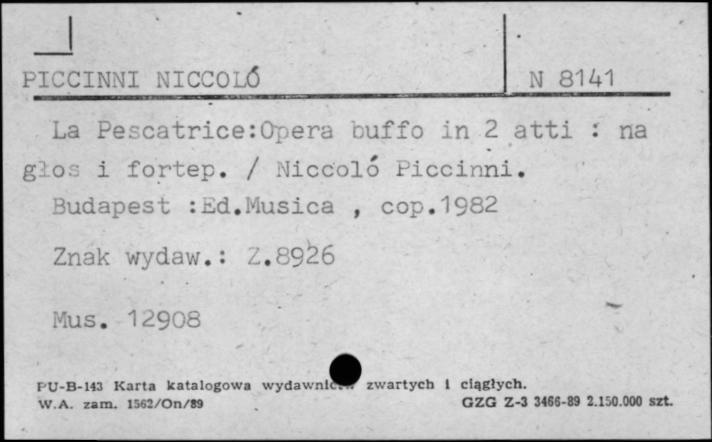 PICCINNI NICCOLÓ N 8141
La Pescatrice:Opera buffo in 2 atti : na
głos i fortep. / Niccoló Piccinni.
Budapest :Ed.Musica , cop.1982
Znak wydaw.: Z.8926
Mus. 12908
PU-B-143 Karta katalogowa zwartych i ciągłych.
W.A. zam. 1562/On/89 GZG Z-3 3466-89 2.150.000 szt.